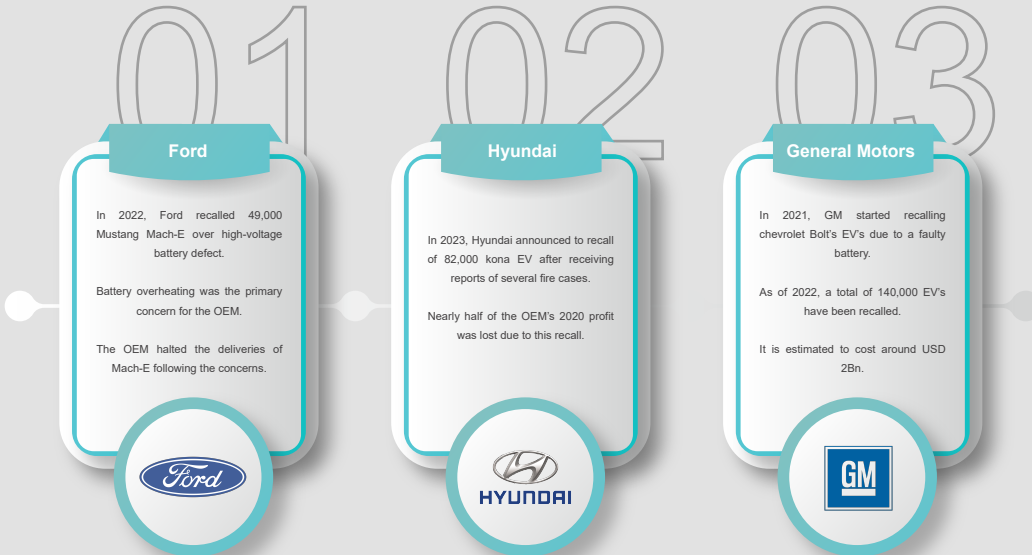 01
Ford
In 2022, Ford recalled 49,000
Mustang Mach-E over high-voltage
battery defect.
Battery overheating was the primary
concern for the OEM.
The OEM halted the deliveries of
Mach-E following the concerns.
Ford
02
Hyundai
In 2023, Hyundai announced to recall
of 82,000 kona EV after receiving
reports of several fire cases.
Nearly half of the OEM's 2020 profit
was lost due to this recall.
HYUNDAI
03
General Motors
In 2021, GM started recalling
chevrolet Bolt's EV's due to a faulty
battery.
As of 2022, a total of 140,000 EV's
have been recalled.
It is estimated to cost around USD
2Bn.
GM